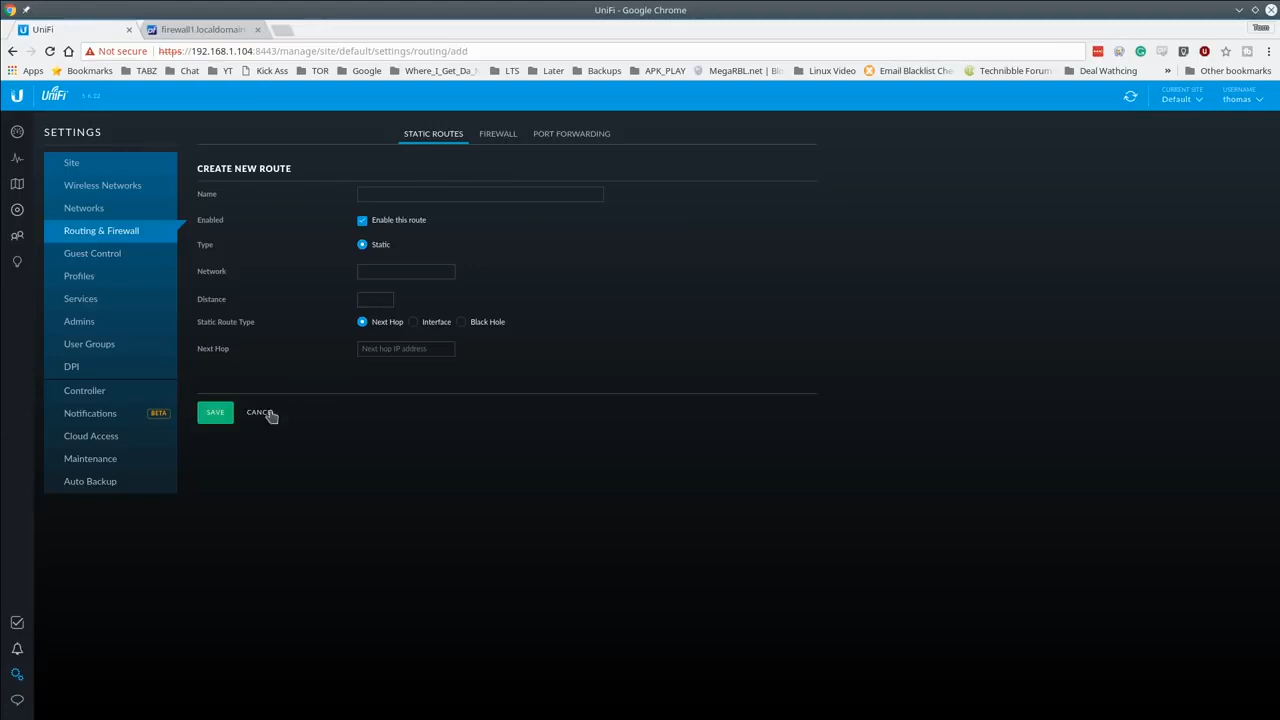 UniFi - Google Chrome
UniFi
firewall1.localdomain
Tom
Not secure https://192.168.1.104:8443/manage/site/default/settings/routing/add
Apps Bookmarks TABZ Chat YT Kick Ass TOR Google Where_I_Get_Da_ LTS Later Backups APK_PLAY MegaRBL.net | Blo Linux Video Email Blacklist Che Technibble Forum Deal Wathcing » Other bookmarks
UniFi
CURRENT SITE
Default
USERNAME
thomas
SETTINGS
Site
Wireless Networks
Networks
Routing & Firewall
Guest Control
Profiles
Services
Admins
User Groups
DPI
Controller
Notifications BETA
Cloud Access
Maintenance
Auto Backup
STATIC ROUTES FIREWALL PORT FORWARDING
CREATE NEW ROUTE
Name
Enabled Enable this route
Type Static
Network
Distance
Static Route Type Next Hop Interface Black Hole
Next Hop Next hop IP address
SAVE CANCEL